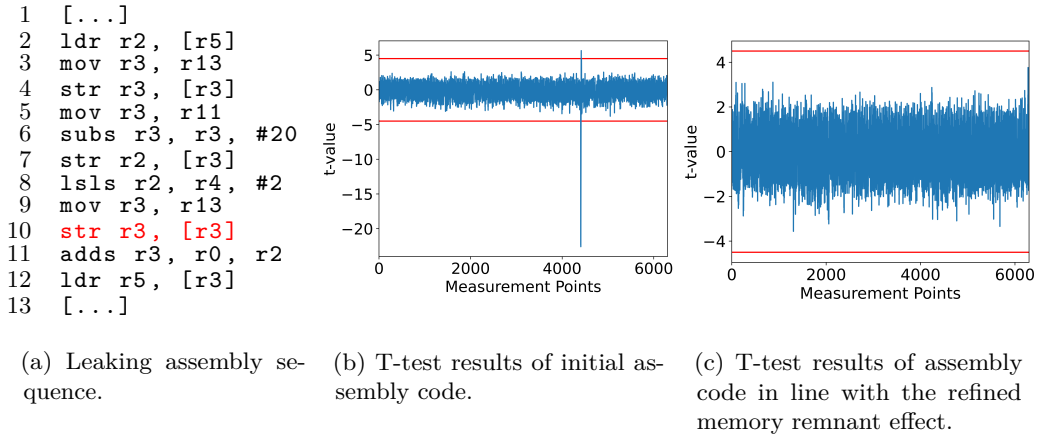 1 [...]
2 ldr r2, [r5]
3 mov r3, r13
4 str r3, [r3]
5 mov r3, r11
6 subs r3, r3, #20
7 str r2, [r3]
8 lsls r2, r4, #2
9 mov r3, r13
10 str r3, [r3]
11 adds r3, r0, r2
12 ldr r5, [r3]
13 [...]
(a) Leaking assembly se-
quence.
5
0
−5
−10
−15
−20
t-value
0 2000 4000 6000
Measurement Points
(b) T-test results of initial as-
sembly code.
4
2
0
−2
−4
t-value
0 2000 4000 6000
Measurement Points
(c) T-test results of assembly
code in line with the refined
memory remnant effect.